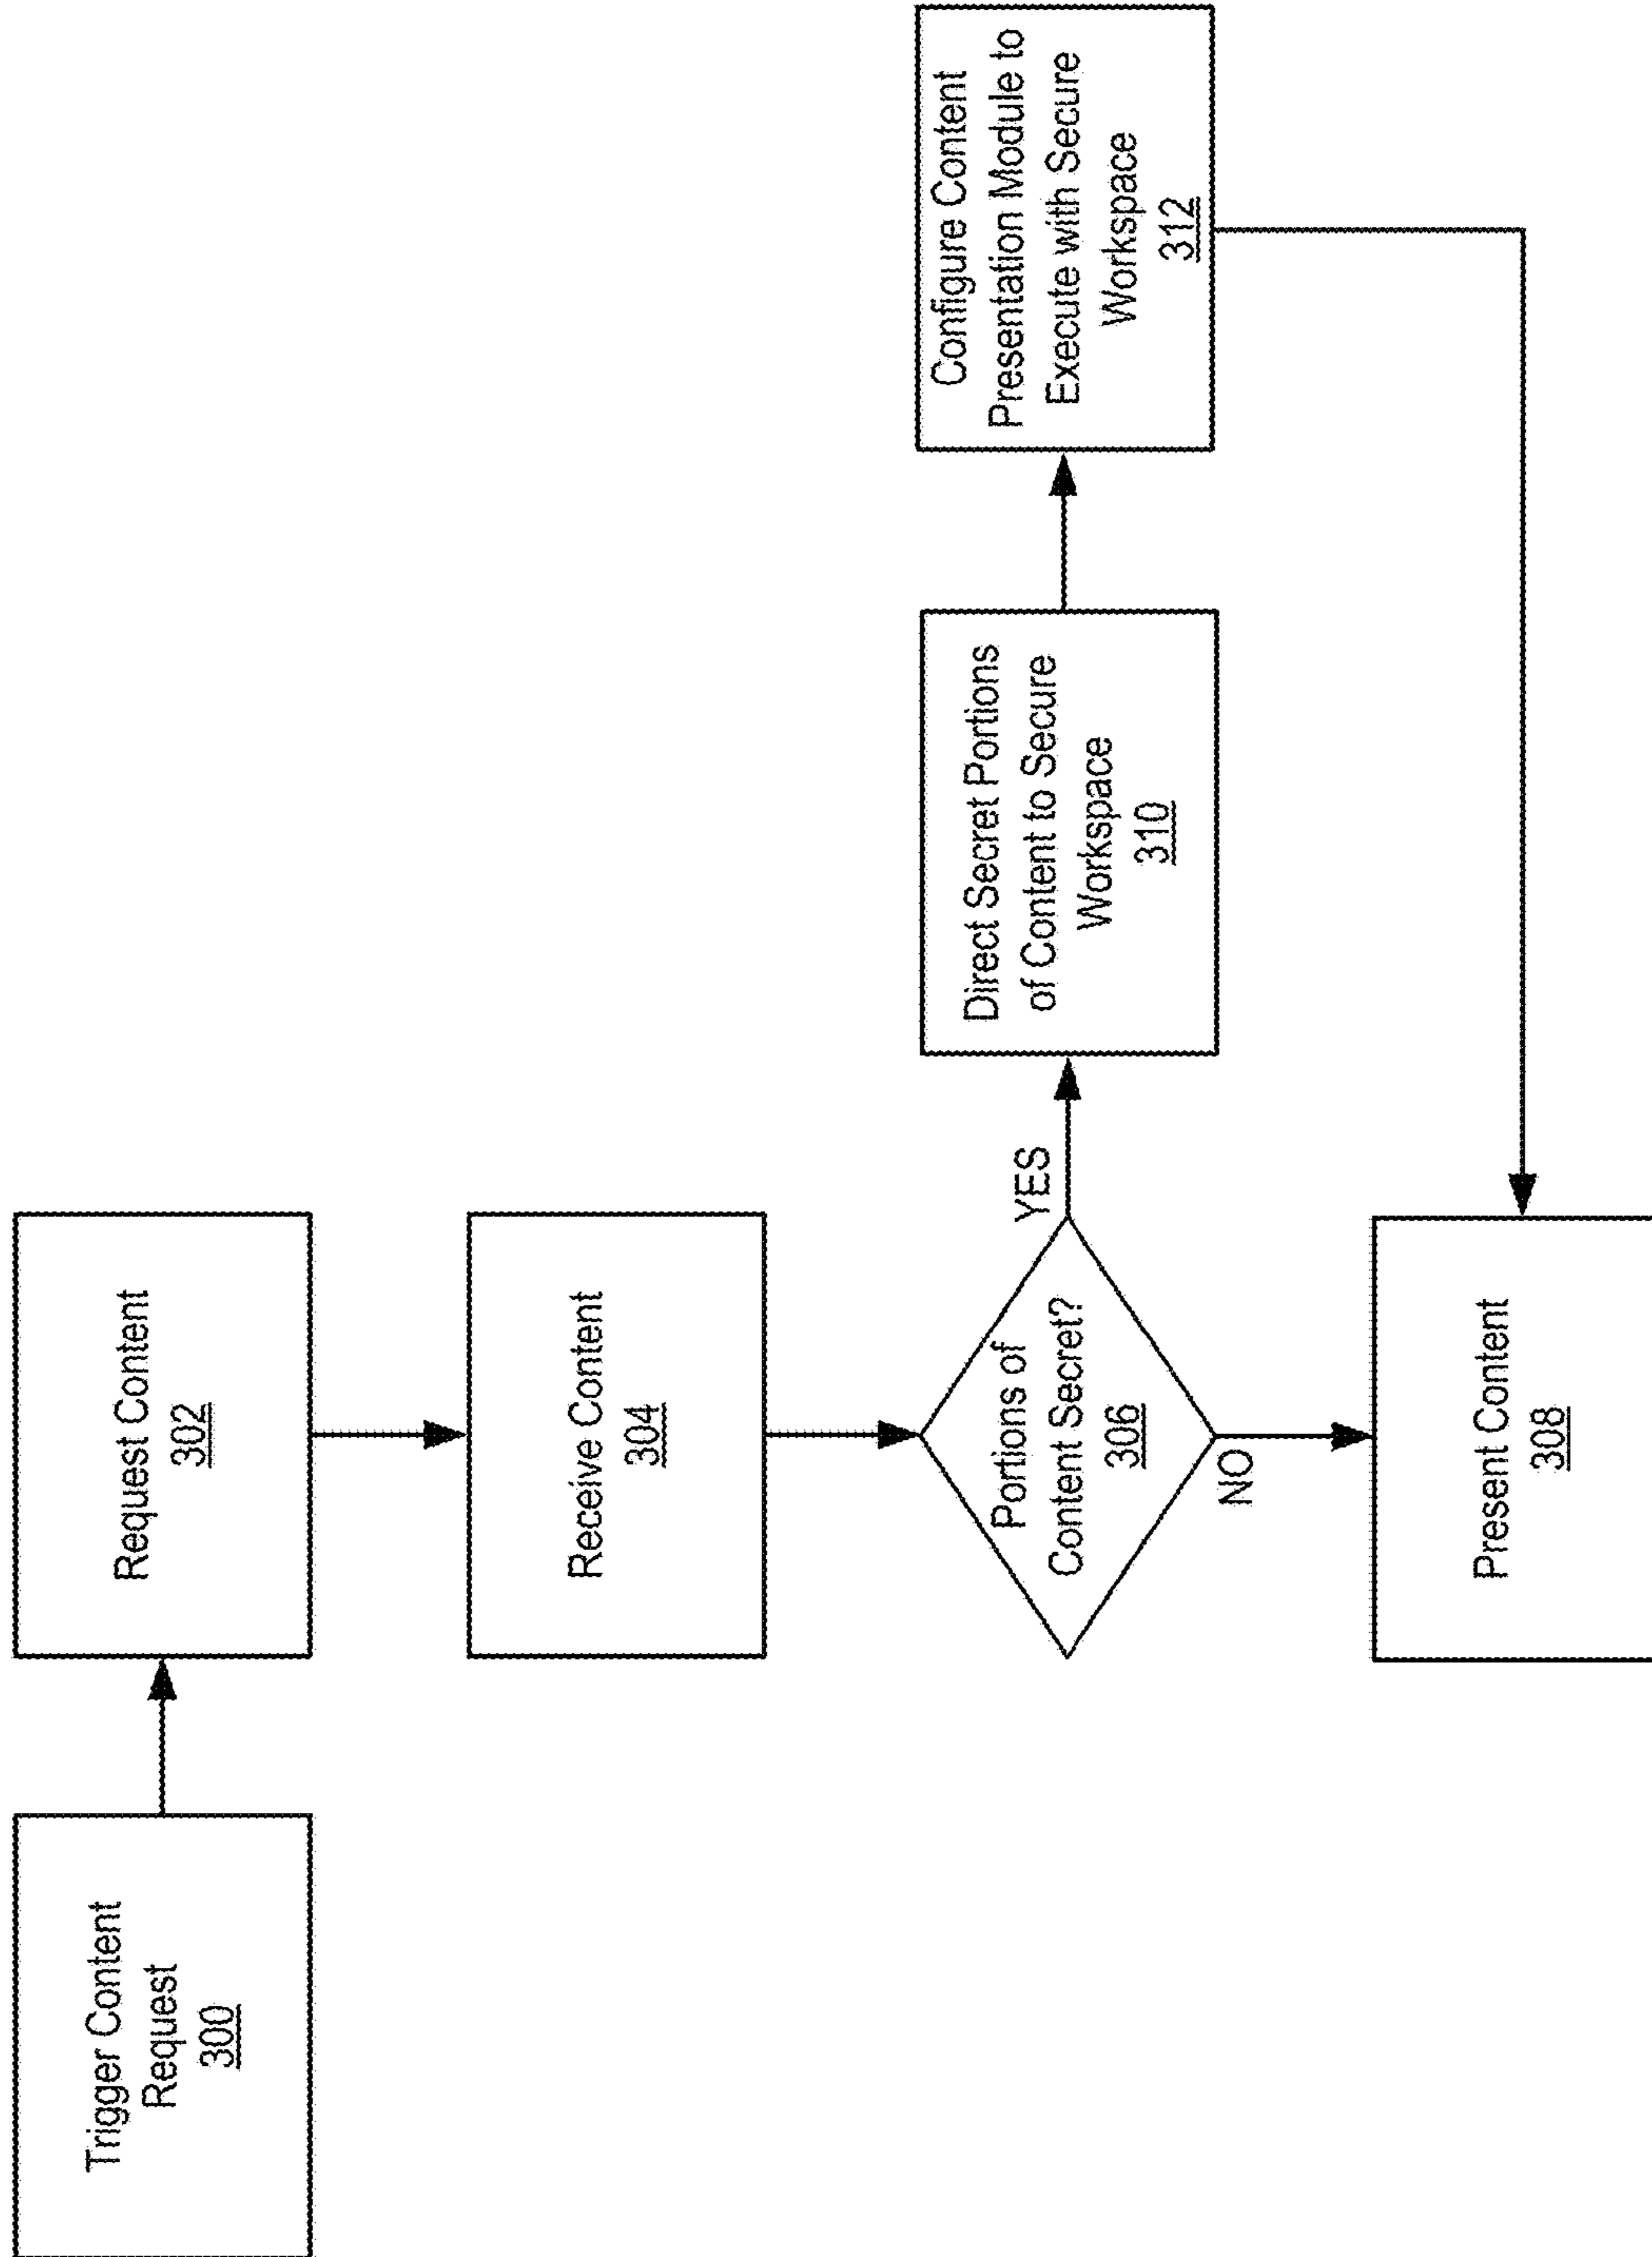 Trigger Content
Request
300
Request Content
302
Receive Content
304
Portions of
Content Secret?
306
YES
NO
Present Content
308
Direct Secret Portions
of Content to Secure
Workspace
310
Configure Content
Presentation Module to
Execute with Secure
Workspace
312